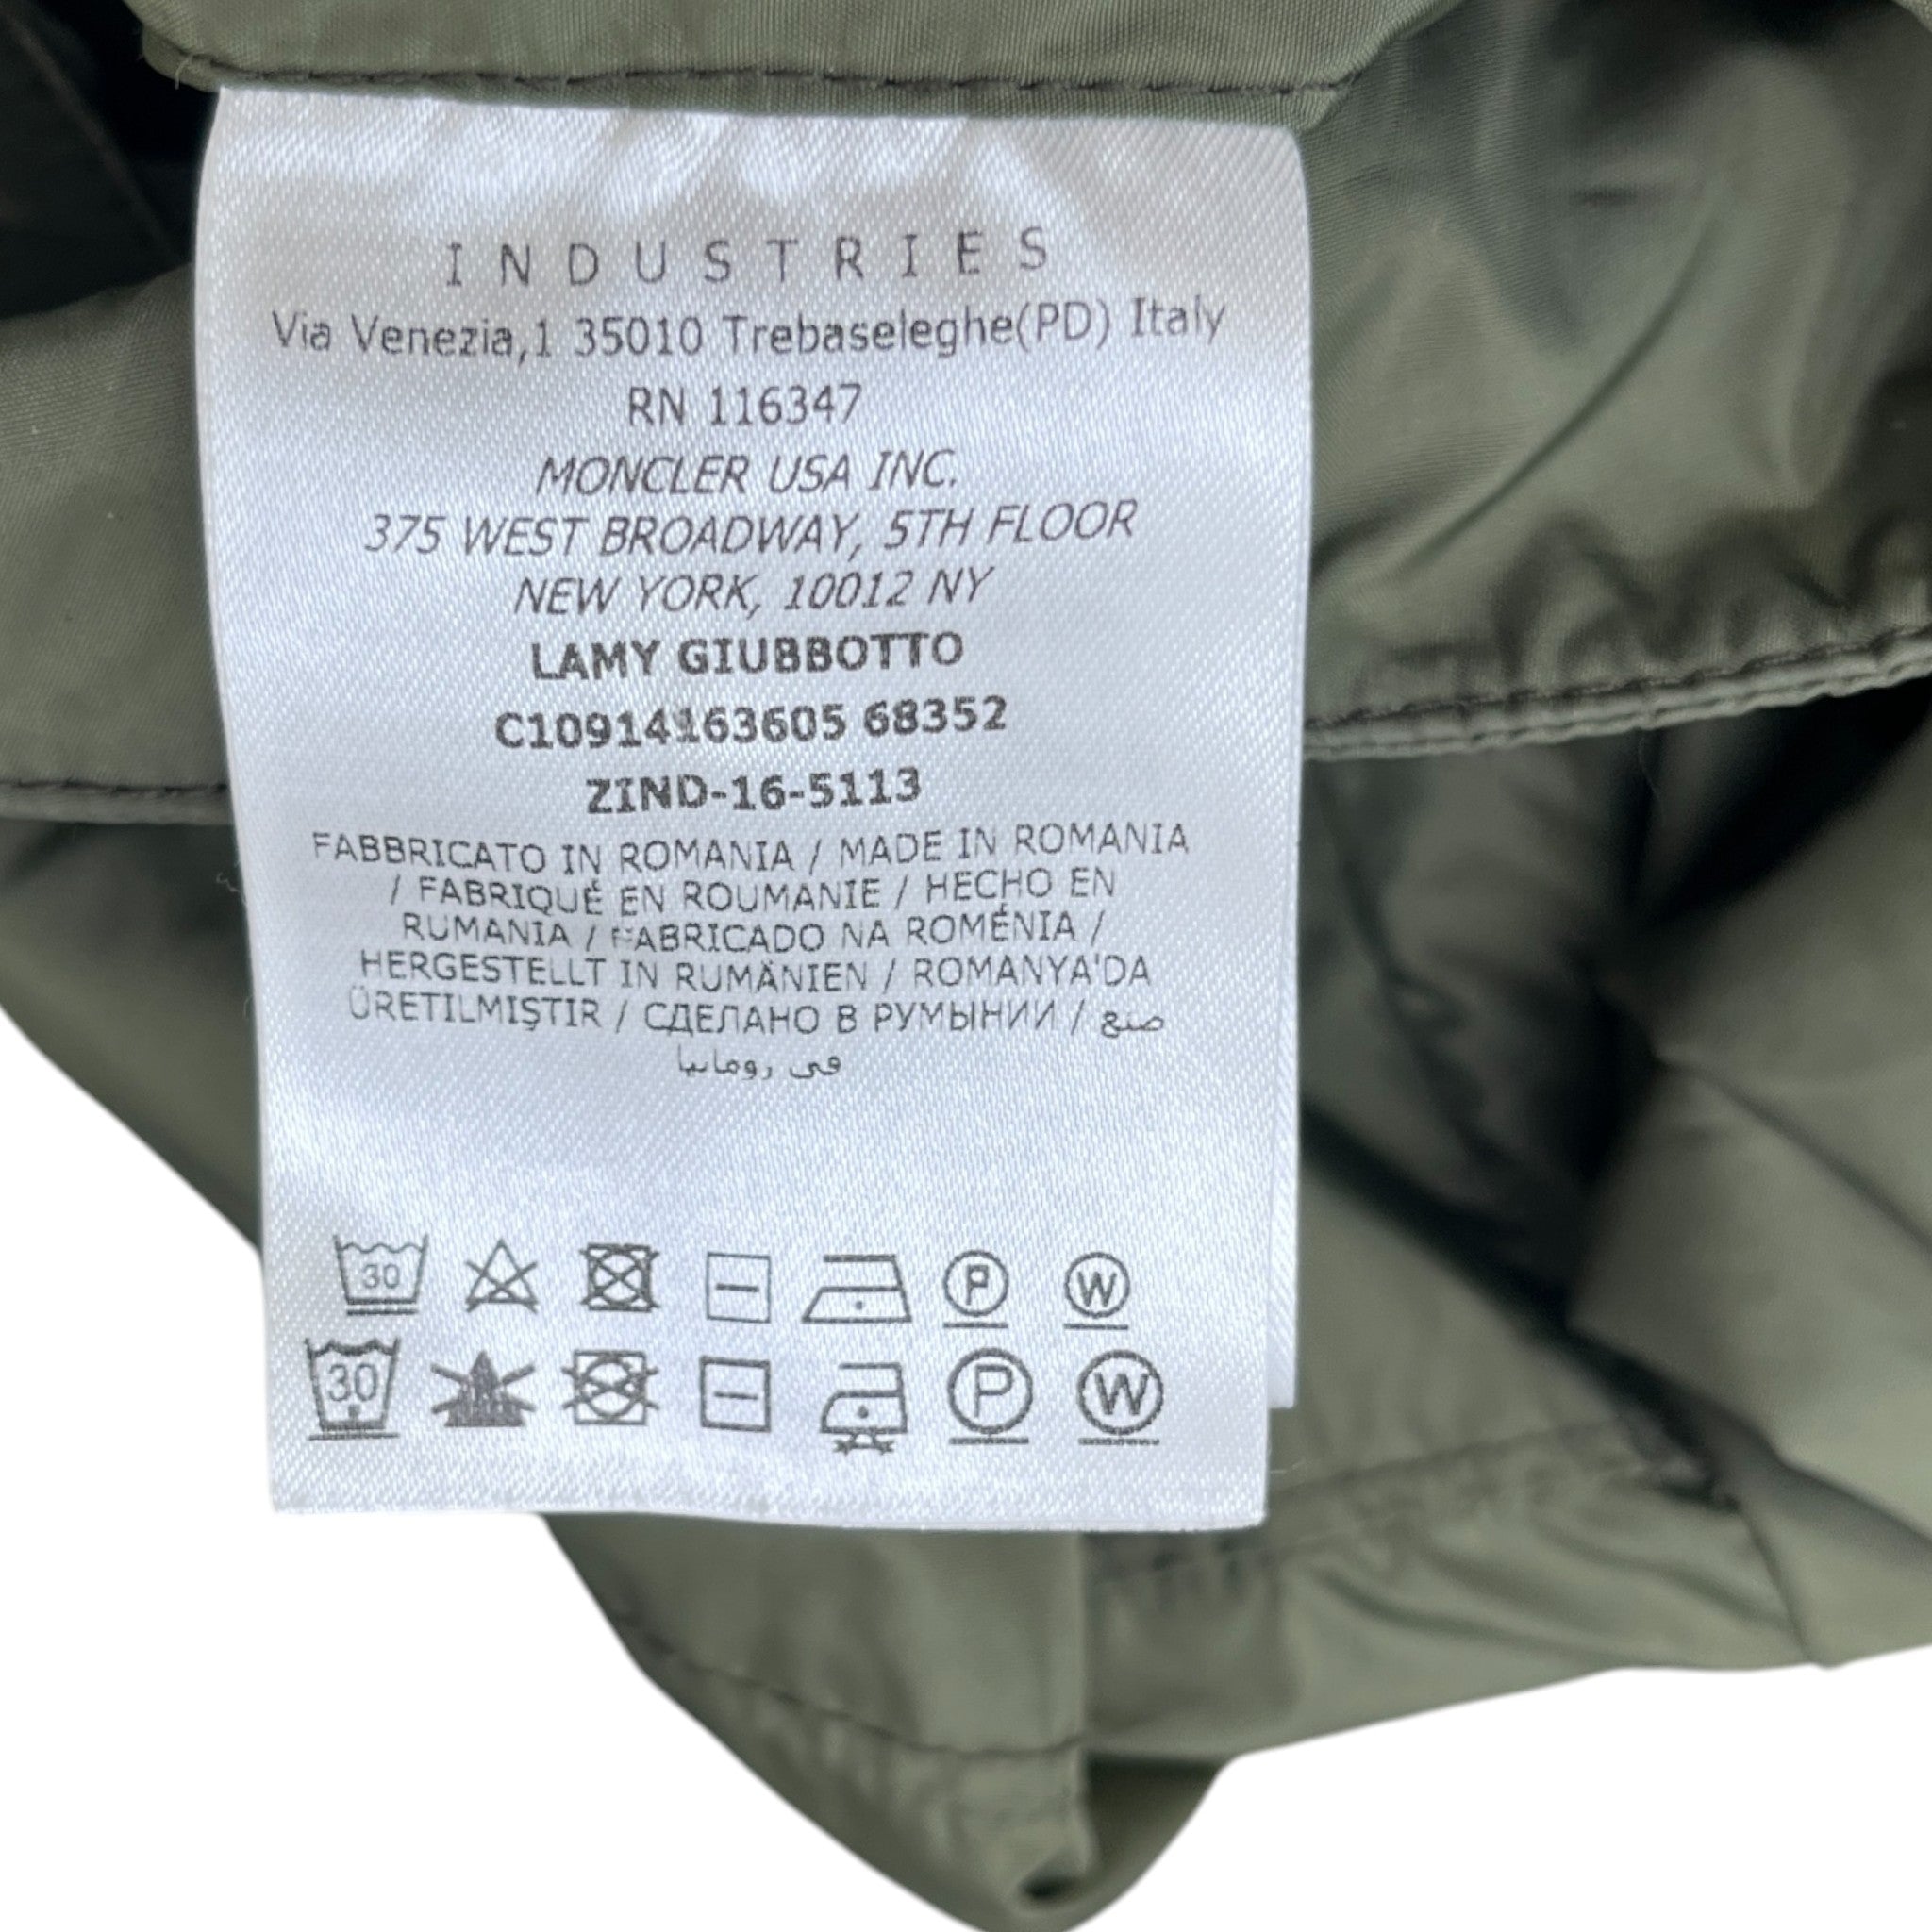 INDUSTRIES
Via Venezia,1 35010 Trebaseleghe(PD) Italy
RN 116347
MONCLER USA INC.
375 WEST BROADWAY, 5TH FLOOR
NEW YORK, 10012 NY
LAMY GIUBBOTTO
C10914163605 68352
ZIND-16-5113
FABBRICATO IN ROMANIA / MADE IN ROMANIA
/ FABRIQUÉ EN ROUMANIE / HECHO EN
RUMANIA / FABRICADO NA ROMÉNIA /
HERGESTELLT IN RUMÄNIEN / ROMANYA'DA
ÜRETILMIŞTIR / СДЕЛАНО В РУМЫНИИ / صنع
في رومانيا
30 P W
30 P W